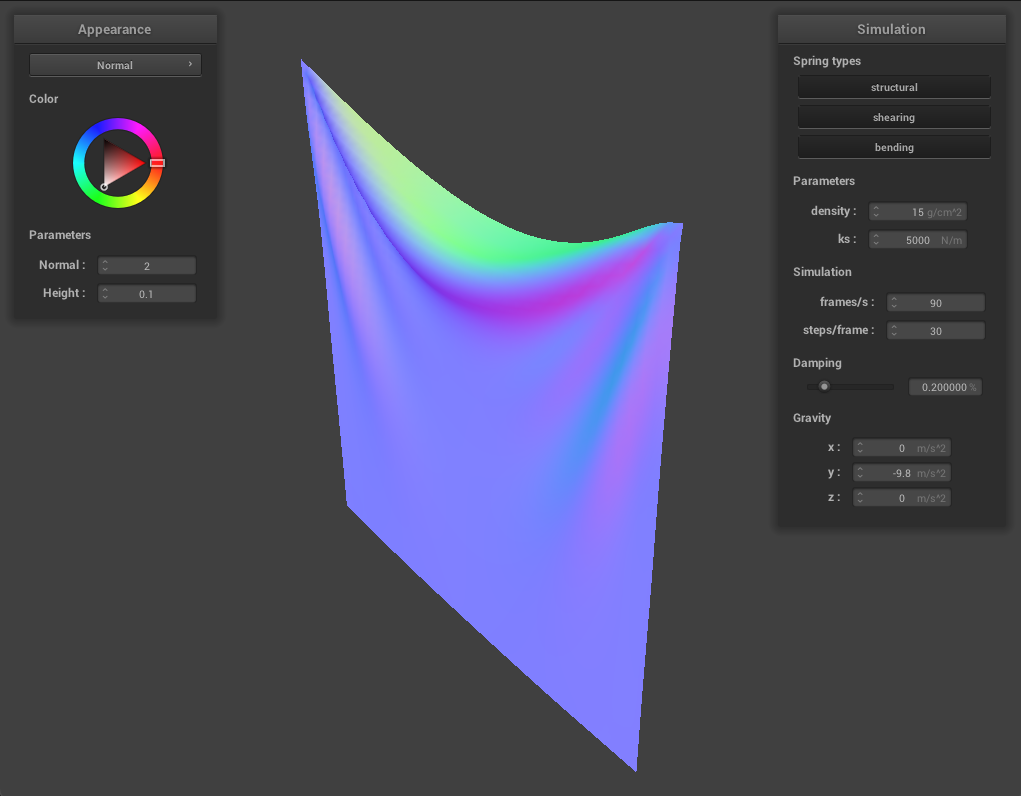 Appearance
Normal ›
Color
Parameters
Normal : 2
Height : 0.1
Simulation
Spring types
structural
shearing
bending
Parameters
density : 15 g/cm^2
ks : 5000 N/m
Simulation
frames/s : 90
steps/frame : 30
Damping
0.200000 %
Gravity
x : 0 m/s^2
y : -9.8 m/s^2
z : 0 m/s^2